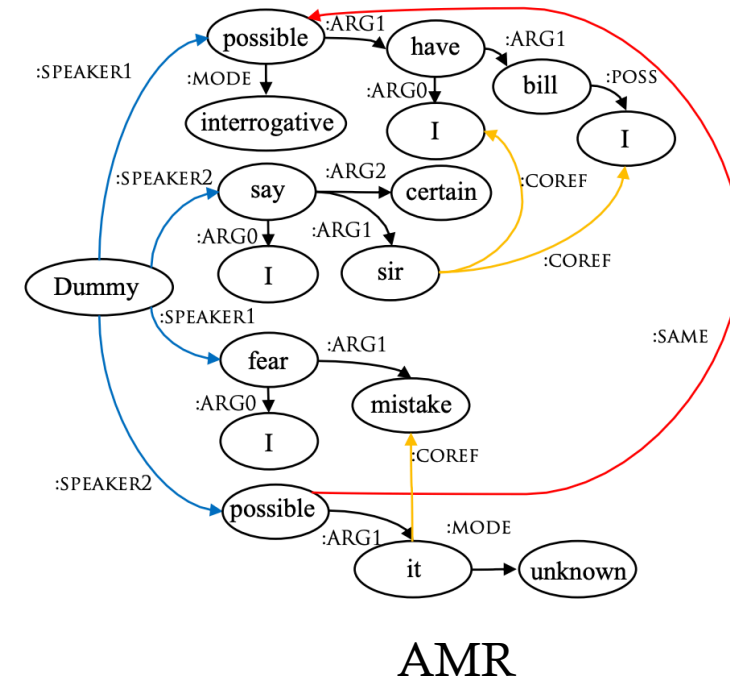 possible
:ARG1
have
:ARG1
:SPEAKER1
:MODE
:ARG0
bill
:POSS
interrogative
I
I
:SPEAKER2
say
:ARG2
certain
:COREF
:ARG0
:ARG1
I
sir
:COREF
Dummy
:SPEAKER1
fear
:ARG1
:SAME
:ARG0
mistake
I
:COREF
:SPEAKER2
possible
:ARG1
:MODE
it
unknown
AMR